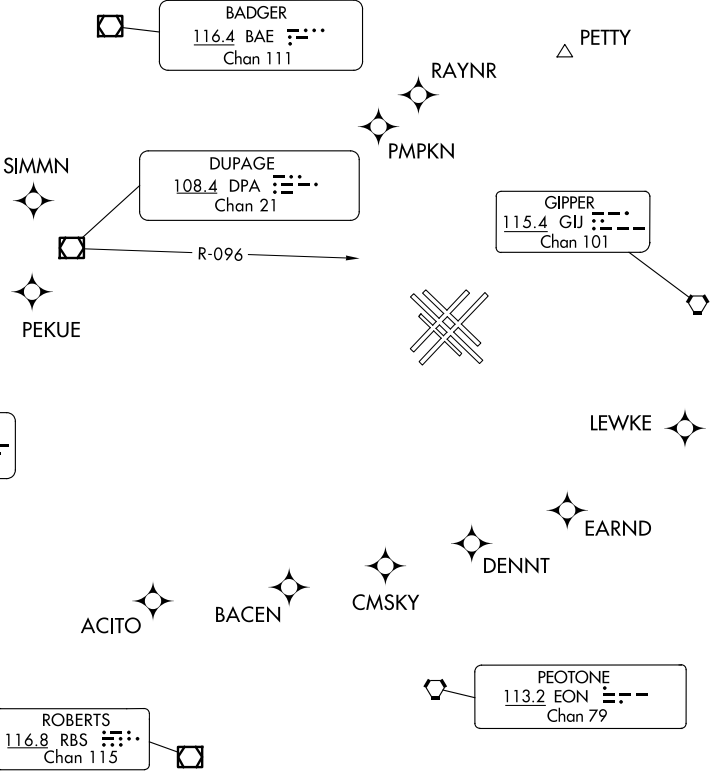 BADGER
116.4 BAE
Chan 111
PETTY
RAYNR
PMPKN
SIMMN
DUPAGE
108.4 DPA
Chan 21
GIPPER
115.4 GIJ
Chan 101
R-096
PEKUE
LEWKE
EARND
DENNT
CMSKY
BACEN
ACITO
PEOTONE
113.2 EON
Chan 79
ROBERTS
116.8 RBS
Chan 115